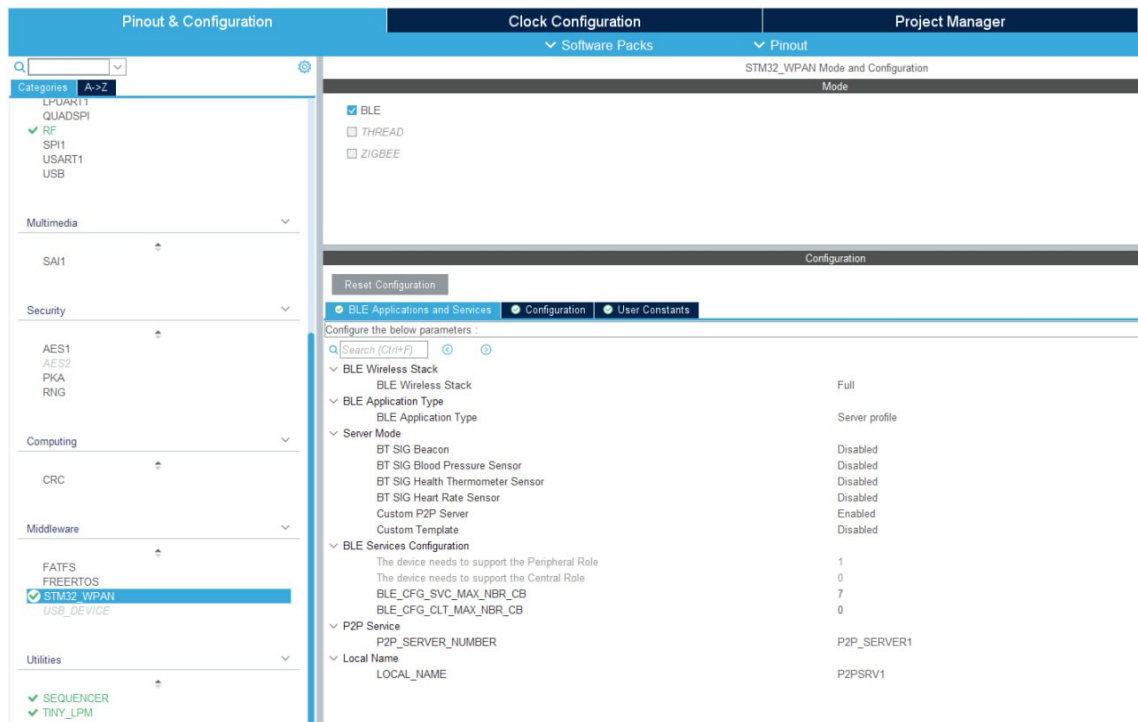 Pinout & Configuration
Clock Configuration
Project Manager
Software Packs
Pinout
Categories
A->Z
LPUART1
QUADSPI
RF
SPI1
USART1
USB
Multimedia
SAI1
Security
AES1
AES2
PKA
RNG
Computing
CRC
Middleware
FATFS
FREERTOS
STM32_WPAN
USB_DEVICE
Utilities
SEQUENCER
TINY_LPM
STM32_WPAN Mode and Configuration
Mode
BLE
THREAD
ZIGBEE
Configuration
Reset Configuration
BLE Applications and Services
Configuration
User Constants
Configure the below parameters :
Search (Ctrl+F)
BLE Wireless Stack
BLE Wireless Stack Full
BLE Application Type
BLE Application Type Server profile
Server Mode
BT SIG Beacon Disabled
BT SIG Blood Pressure Sensor Disabled
BT SIG Health Thermometer Sensor Disabled
BT SIG Heart Rate Sensor Disabled
Custom P2P Server Enabled
Custom Template Disabled
BLE Services Configuration
The device needs to support the Peripheral Role 1
The device needs to support the Central Role 0
BLE_CFG_SVC_MAX_NBR_CB 7
BLE_CFG_CLT_MAX_NBR_CB 0
P2P Service
P2P_SERVER_NUMBER P2P_SERVER1
Local Name
LOCAL_NAME P2PSRV1